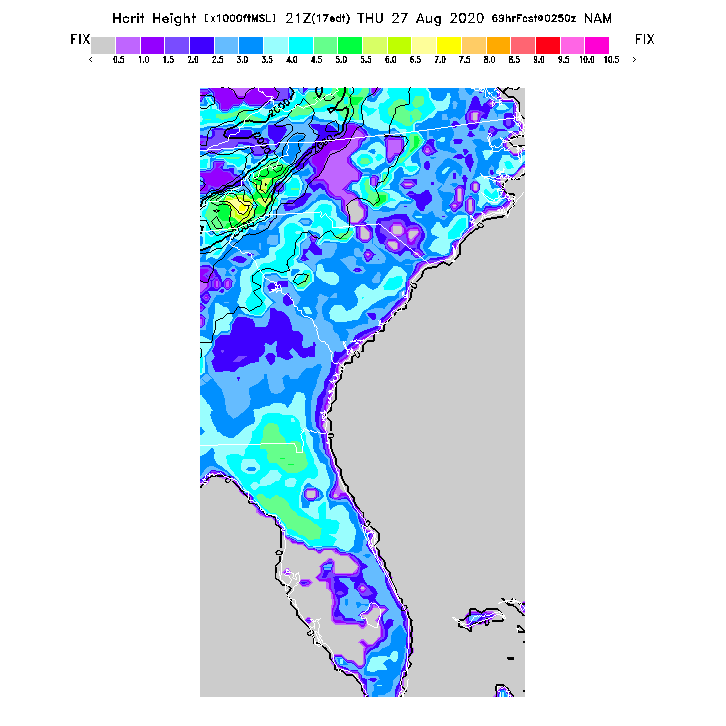 Hcrit Height [x1000ftMSL] 21Z(17edt) THU 27 Aug 2020 69hrFcst@0250z NAM
FIX FIX
< 0.5 1.0 1.5 2.0 2.5 3.0 3.5 4.0 4.5 5.0 5.5 6.0 6.5 7.0 7.5 8.0 8.5 9.0 9.5 10.0 10.5 >
2000